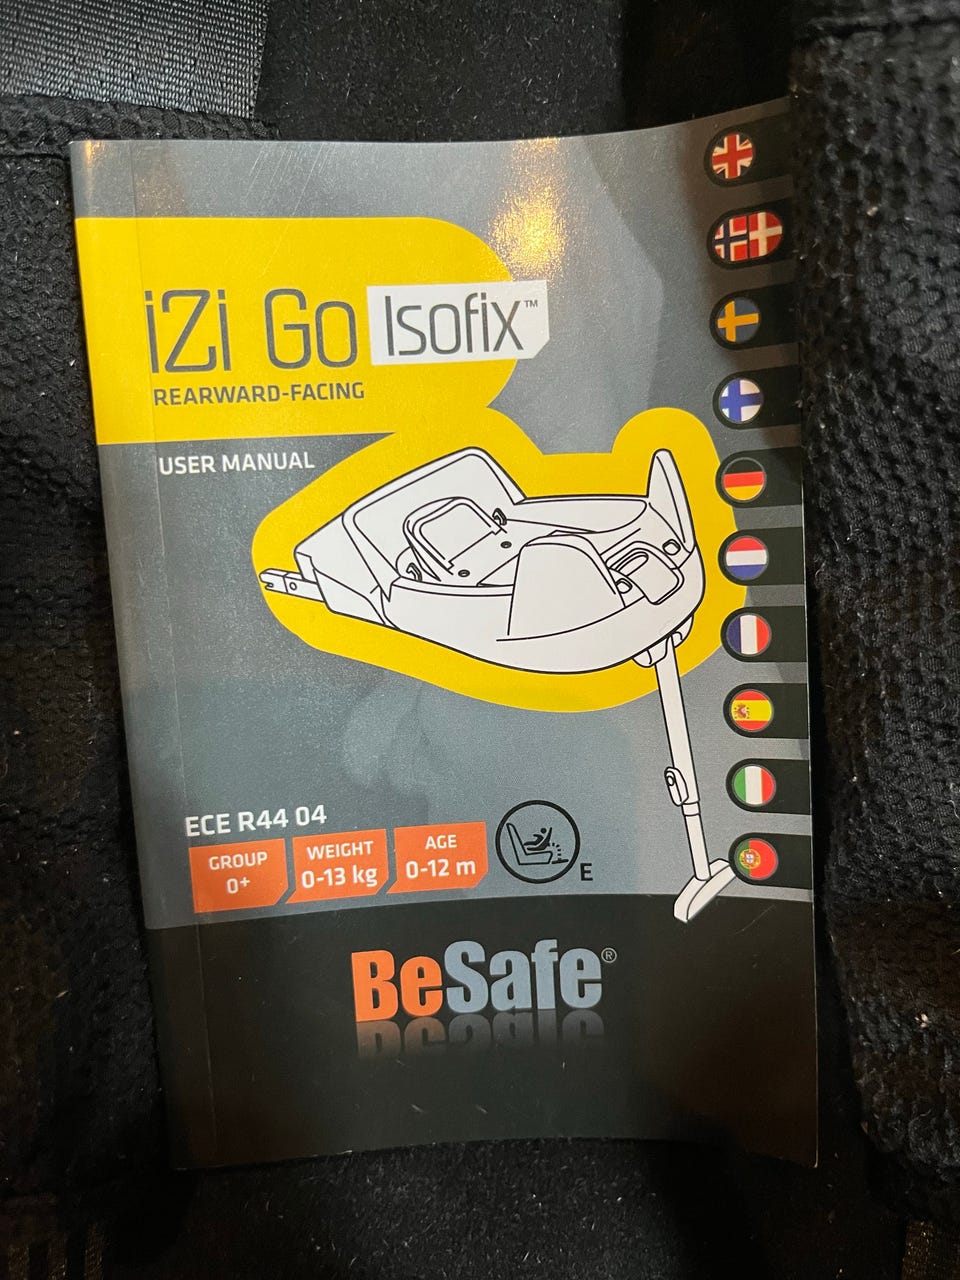 iZi Go Isofix™
REARWARD-FACING
USER MANUAL
ECE R44 04
GROUP
0+
WEIGHT
0-13 kg
AGE
0-12 m
E
BeSafe®